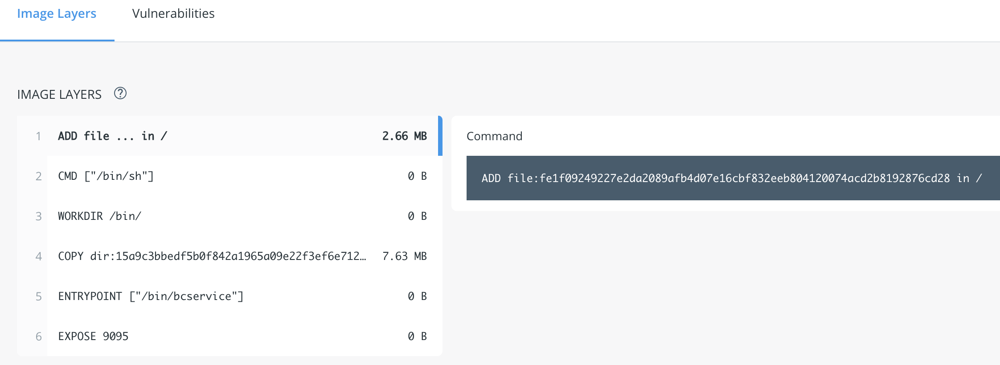 Image Layers Vulnerabilities
IMAGE LAYERS ?
1 ADD file ... in / 2.66 MB
Command
ADD file:fe1f09249227e2da2089afb4d07e16cbf832eeb804120074acd2b8192876cd28 in /
2 CMD ["/bin/sh"] 0 B
3 WORKDIR /bin/ 0 B
4 COPY dir:15a9c3bbedf5b0f842a1965a09e22f3ef6e712… 7.63 MB
5 ENTRYPOINT ["/bin/bcservice"] 0 B
6 EXPOSE 9095 0 B